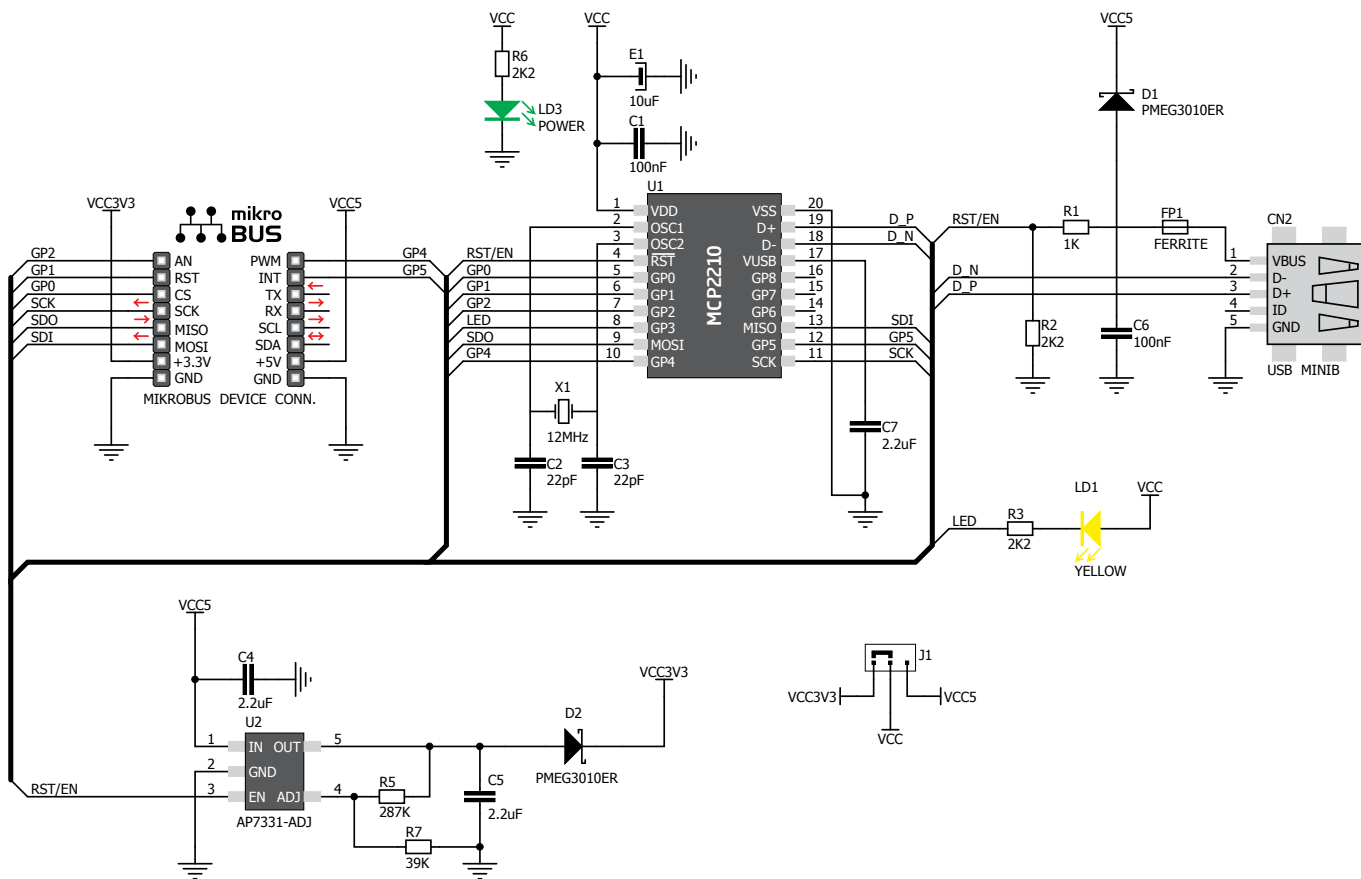 VCC
R6
2K2
LD3
POWER
VCC
E1
10uF
C1
100nF
VCC5
D1
PMEG3010ER
VCC3V3
mikro
BUS
VCC5
GP2
GP1
GP0
SCK
SDO
SDI
AN
RST
CS
SCK
MISO
MOSI
+3.3V
GND
PWM
INT
TX
RX
SCL
SDA
+5V
GND
GP4
GP5
MIKROBUS DEVICE CONN.
U1
MCP2210
RST/EN
GP0
GP1
GP2
LED
SDO
GP4
1 VDD
2 OSC1
3 OSC2
4 RST
5 GP0
6 GP1
7 GP2
8 GP3
9 MOSI
10 GP4
VSS 20
D+ 19
D- 18
VUSB 17
GP8 16
GP7 15
GP6 14
MISO 13
GP5 12
SCK 11
D_P
D_N
SDI
GP5
SCK
X1
12MHz
C2
22pF
C3
22pF
C7
2.2uF
RST/EN
R1
1K
FP1
FERRITE
D_N
D_P
R2
2K2
C6
100nF
CN2
1 VBUS
2 D-
3 D+
4 ID
5 GND
USB MINIB
LED
R3
2K2
LD1
YELLOW
VCC
VCC5
C4
2.2uF
U2
1 IN
2 GND
3 EN
OUT 5
ADJ 4
AP7331-ADJ
RST/EN
R5
287K
R7
39K
C5
2.2uF
D2
PMEG3010ER
VCC3V3
J1
VCC3V3
VCC5
VCC